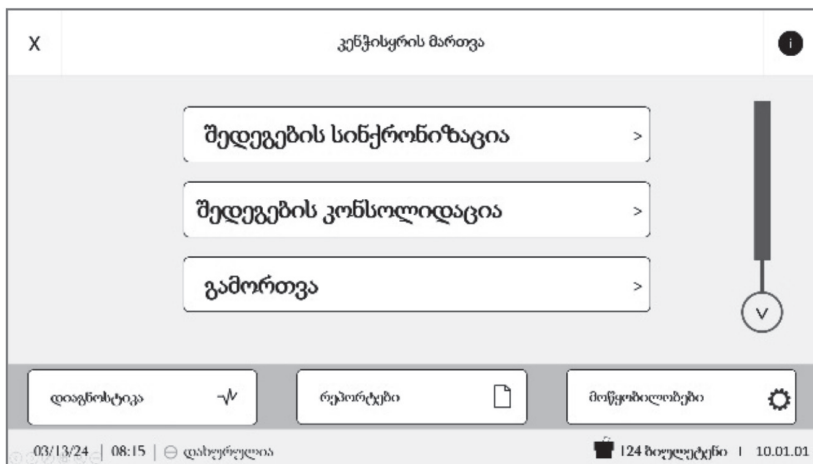 X კენჭისყრის მართვა i
შედეგების სინქრონიზაცია >
შედეგების კონსოლიდაცია >
გამორთვა >
დიაგნოსტიკა რეპორტები მოწყობილობები
03/13/24 | 08:15 | დახურულია 124 ბიულეტენი | 10.01.01